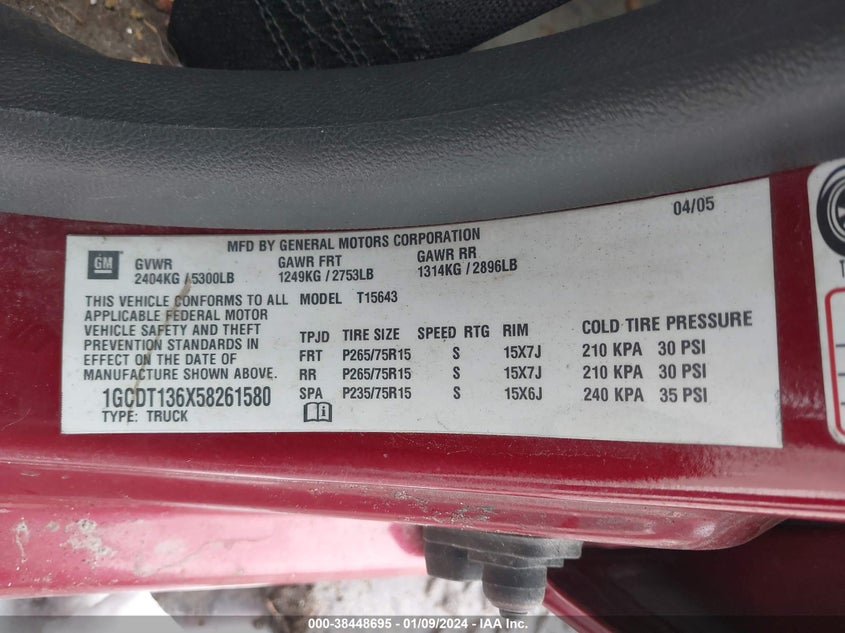 04/05
MFD BY GENERAL MOTORS CORPORATION
GM
GVWR GAWR FRT GAWR RR
2404KG / 5300LB 1249KG / 2753LB 1314KG / 2896LB
THIS VEHICLE CONFORMS TO ALL
APPLICABLE FEDERAL MOTOR
VEHICLE SAFETY AND THEFT
PREVENTION STANDARDS IN
EFFECT ON THE DATE OF
MANUFACTURE SHOWN ABOVE.
1GCDT136X58261580
TYPE: TRUCK
MODEL T15643
TPJD TIRE SIZE SPEED RTG RIM COLD TIRE PRESSURE
FRT P265/75R15 S 15X7J 210 KPA 30 PSI
RR P265/75R15 S 15X7J 210 KPA 30 PSI
SPA P235/75R15 S 15X6J 240 KPA 35 PSI
000-38448695 - 01/09/2024 - IAA Inc.